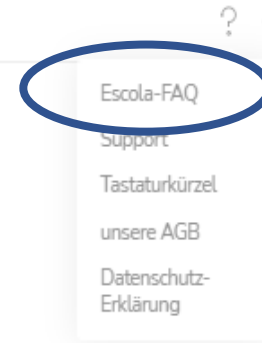 ?
Escola-FAQ
Support
Tastaturkürzel
unsere AGB
Datenschutz-
Erklärung